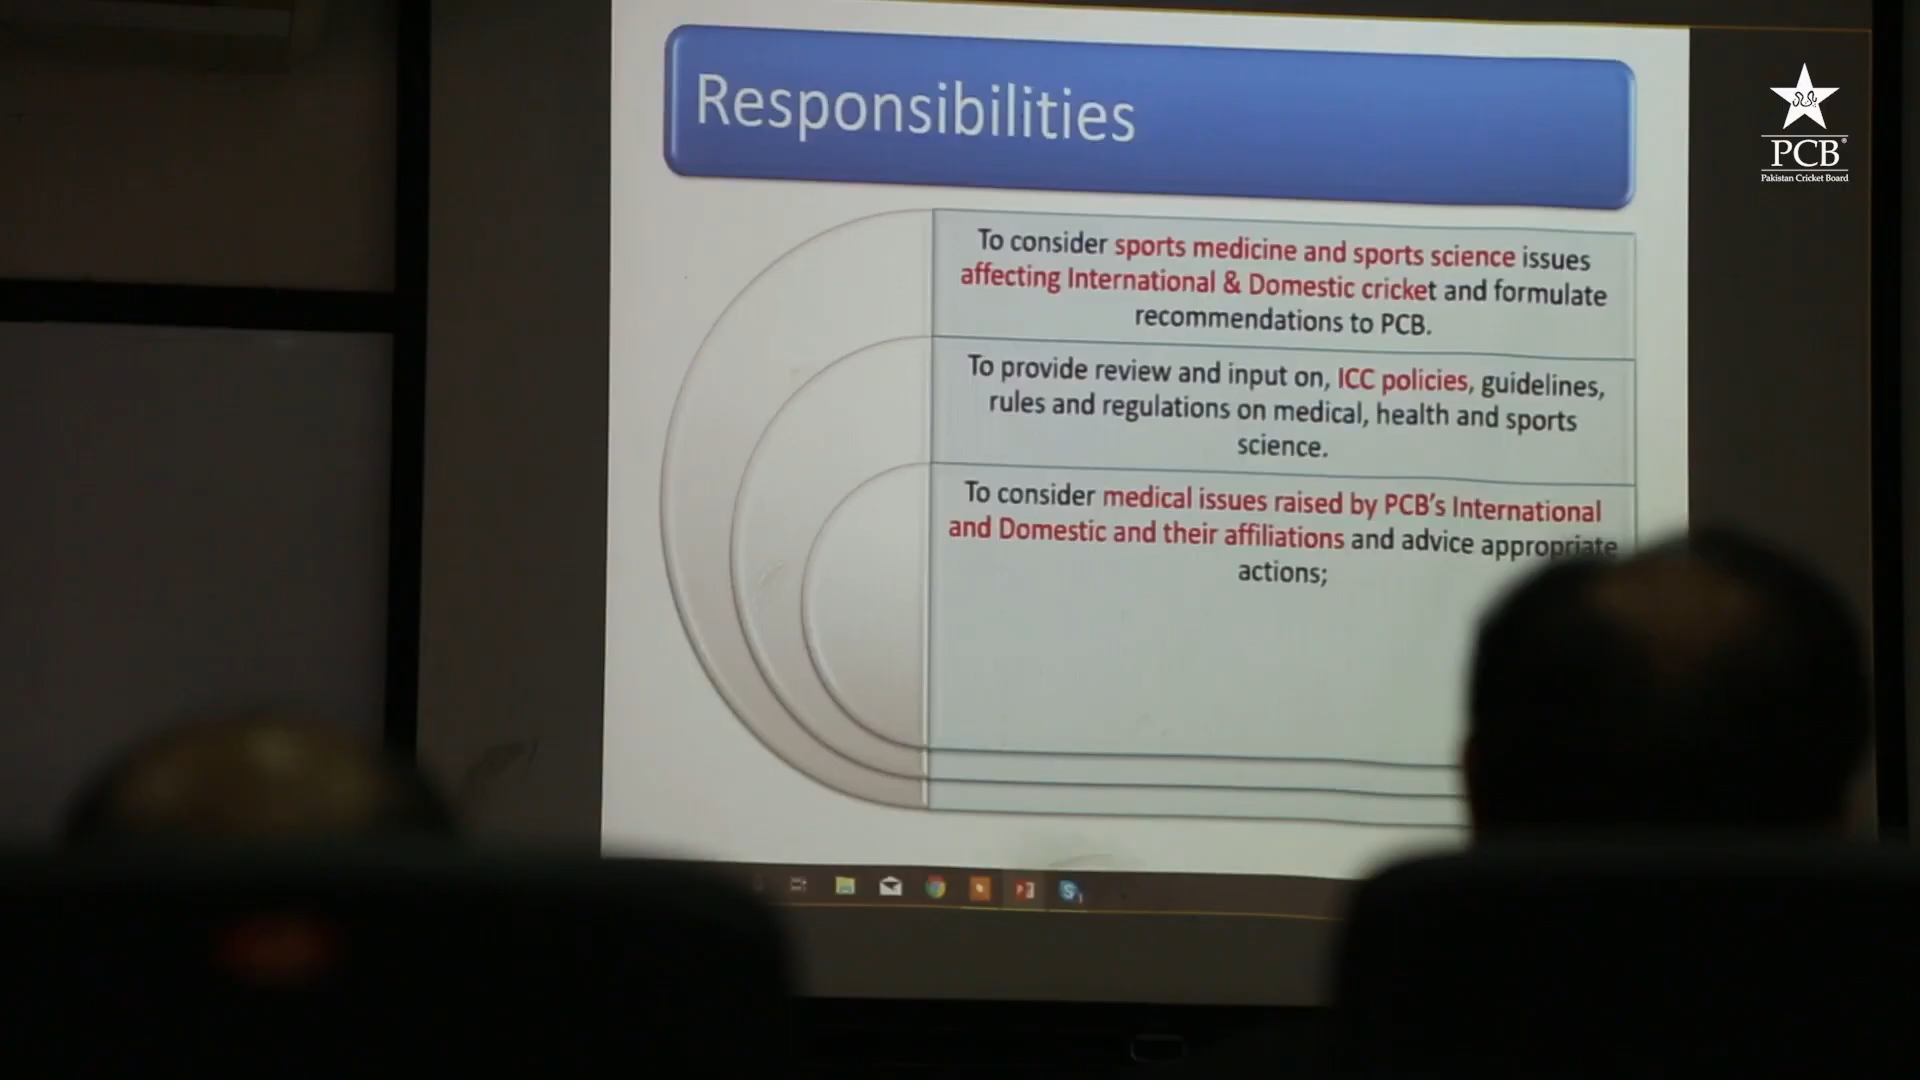 Responsibilities
To consider sports medicine and sports science issues
affecting International & Domestic cricket and formulate
recommendations to PCB.
To provide review and input on, ICC policies, guidelines,
rules and regulations on medical, health and sports
science.
To consider medical issues raised by PCB's International
and Domestic and their affiliations and advice appropriate
actions;
PCB®
Pakistan Cricket Board